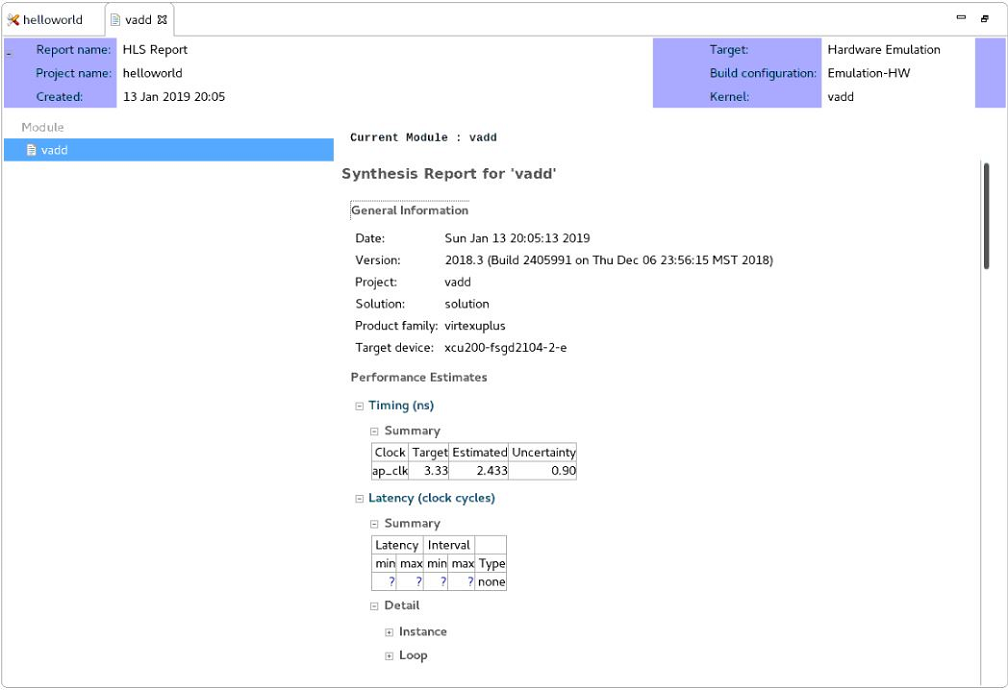 helloworld vadd
Report name: HLS Report Target: Hardware Emulation
Project name: helloworld Build configuration: Emulation-HW
Created: 13 Jan 2019 20:05 Kernel: vadd
Module
vadd
Current Module : vadd
Synthesis Report for 'vadd'
General Information
Date: Sun Jan 13 20:05:13 2019
Version: 2018.3 (Build 2405991 on Thu Dec 06 23:56:15 MST 2018)
Project: vadd
Solution: solution
Product family: virtexuplus
Target device: xcu200-fsgd2104-2-e
Performance Estimates
Timing (ns)
Summary
Clock Target Estimated Uncertainty
ap_clk 3.33 2.433 0.90
Latency (clock cycles)
Summary
Latency Interval
min max min max Type
? ? ? ? none
Detail
Instance
Loop